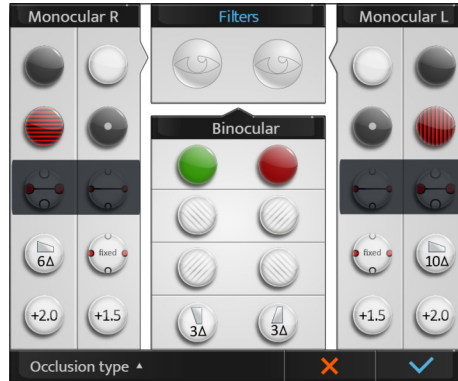 Monocular R
Filters
Monocular L
Binocular
6Δ
fixed
fixed
10Δ
+2.0
+1.5
3Δ
3Δ
+1.5
+2.0
Occlusion type